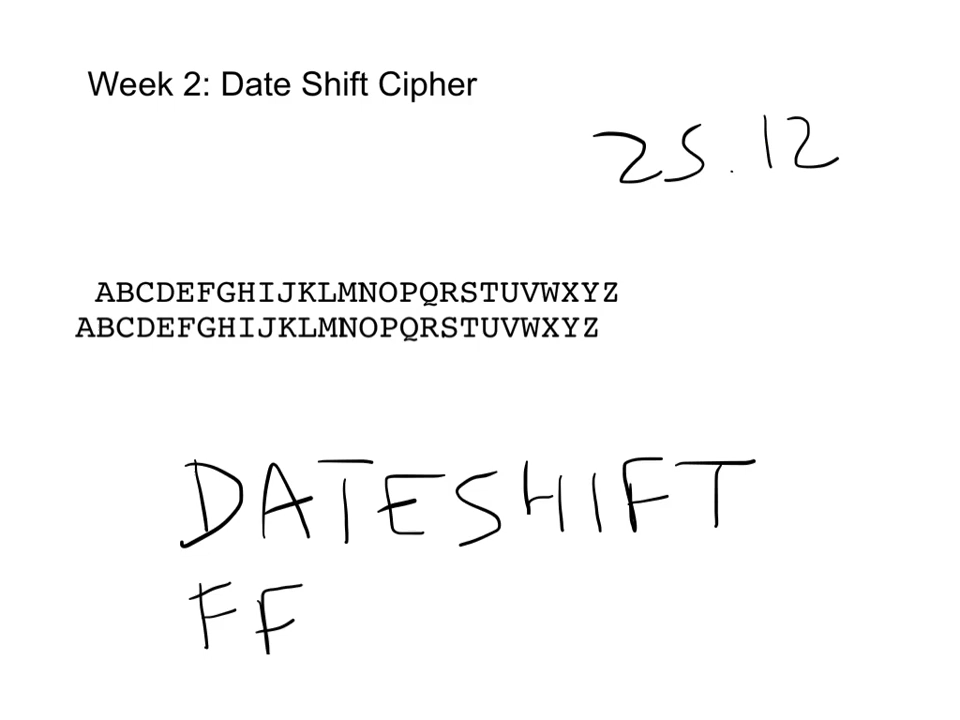 Week 2: Date Shift Cipher
25.12
ABCDEFGHIJKLMNOPQRSTUVWXYZ
ABCDEFGHIJKLMNOPQRSTUVWXYZ
DATESHIFT
FF